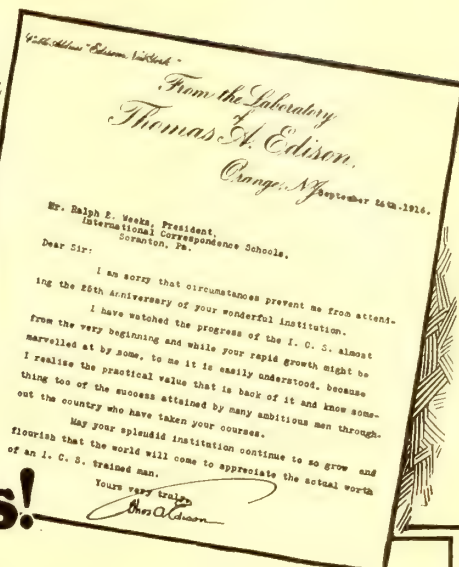 Cable Address "Edison, New York"
From the Laboratory
of
Thomas A. Edison,
Orange, N.J. September 26th.1916.
Mr. Ralph E. Weeks, President,
International Correspondence Schools,
Scranton, Pa.
Dear Sir:
I am sorry that circumstances prevent me from attend-
ing the 25th Anniversary of your wonderful institution.
I have watched the progress of the I. C. S. almost
from the very beginning and while your rapid growth might be
marvelled at by some, to me it is easily understood, because
I realize the practical value that is back of it and know some-
thing too of the success attained by many ambitious men through-
out the country who have taken your courses.
May your splendid institution continue to so grow and
flourish that the world will come to appreciate the actual worth
of an I. C. S. trained man.
Yours very truly,
Thos A Edison
s!